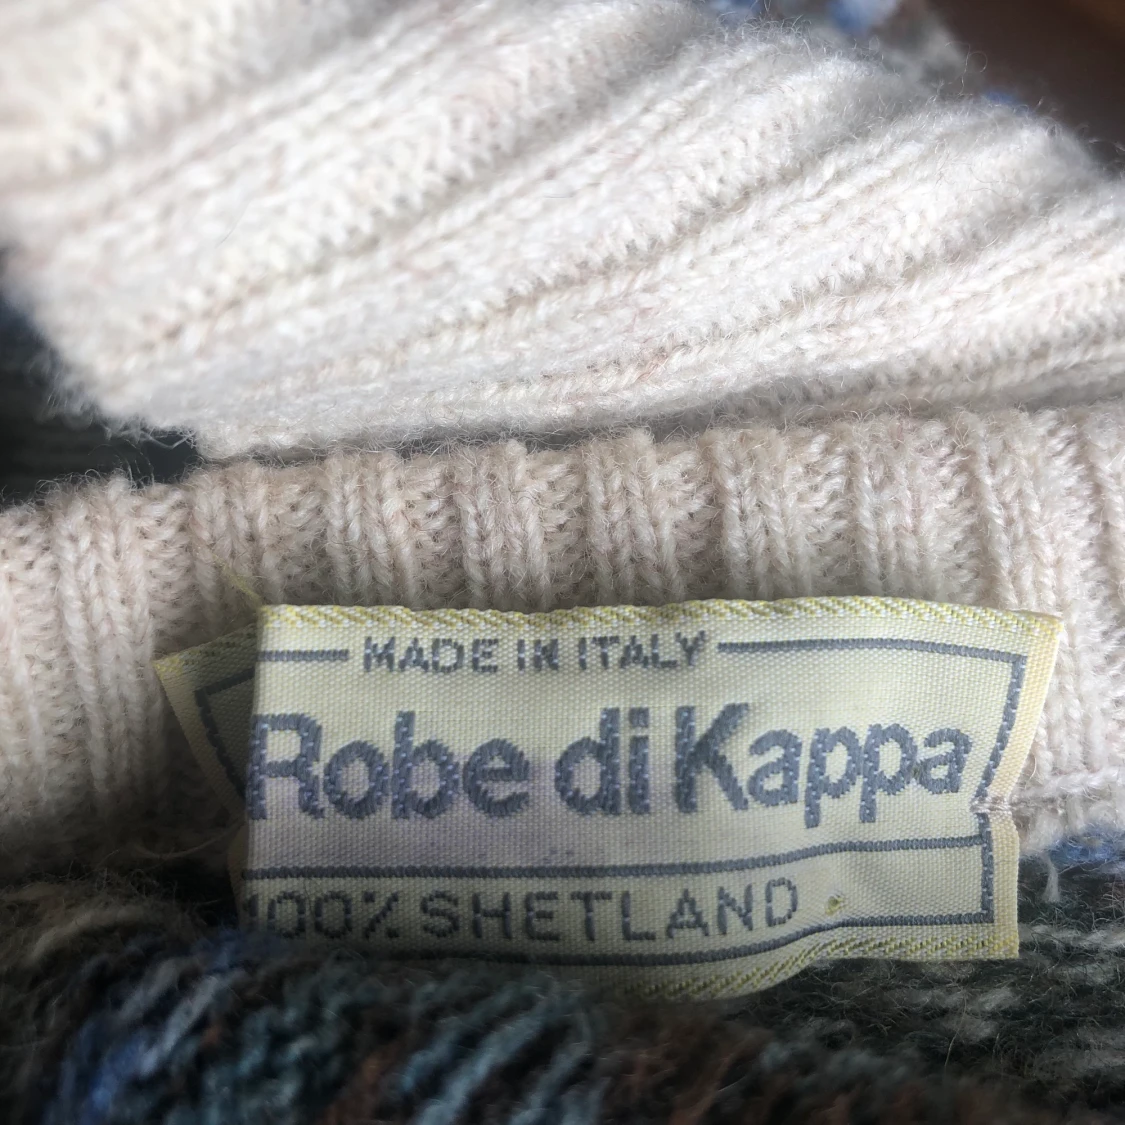 MADE IN ITALY
Robe di Kappa
100% SHETLAND